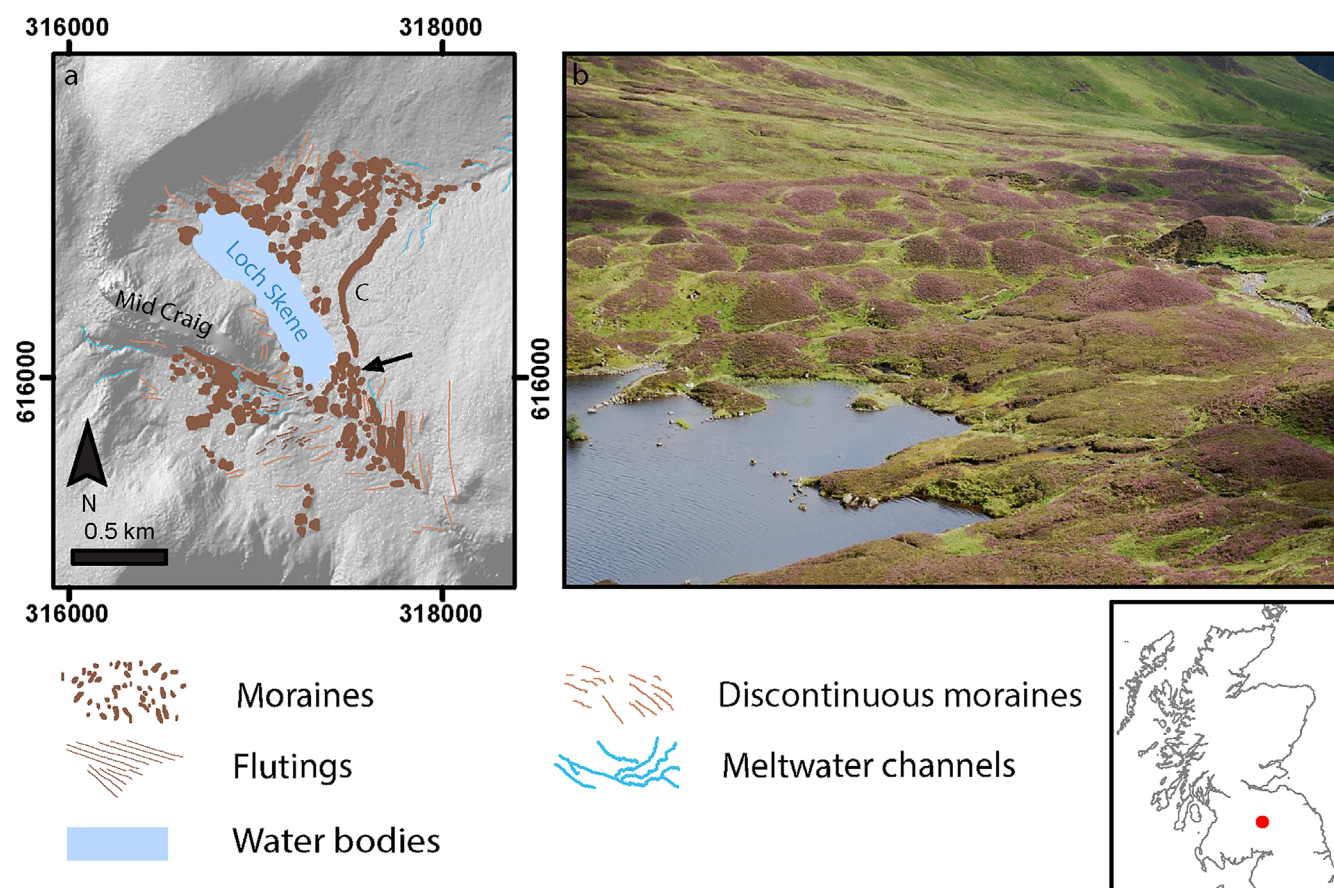 316000
318000
a
b
Loch Skene
C
Mid Craig
616000
616000
N
0.5 km
316000
318000
Moraines
Discontinuous moraines
Flutings
Meltwater channels
Water bodies